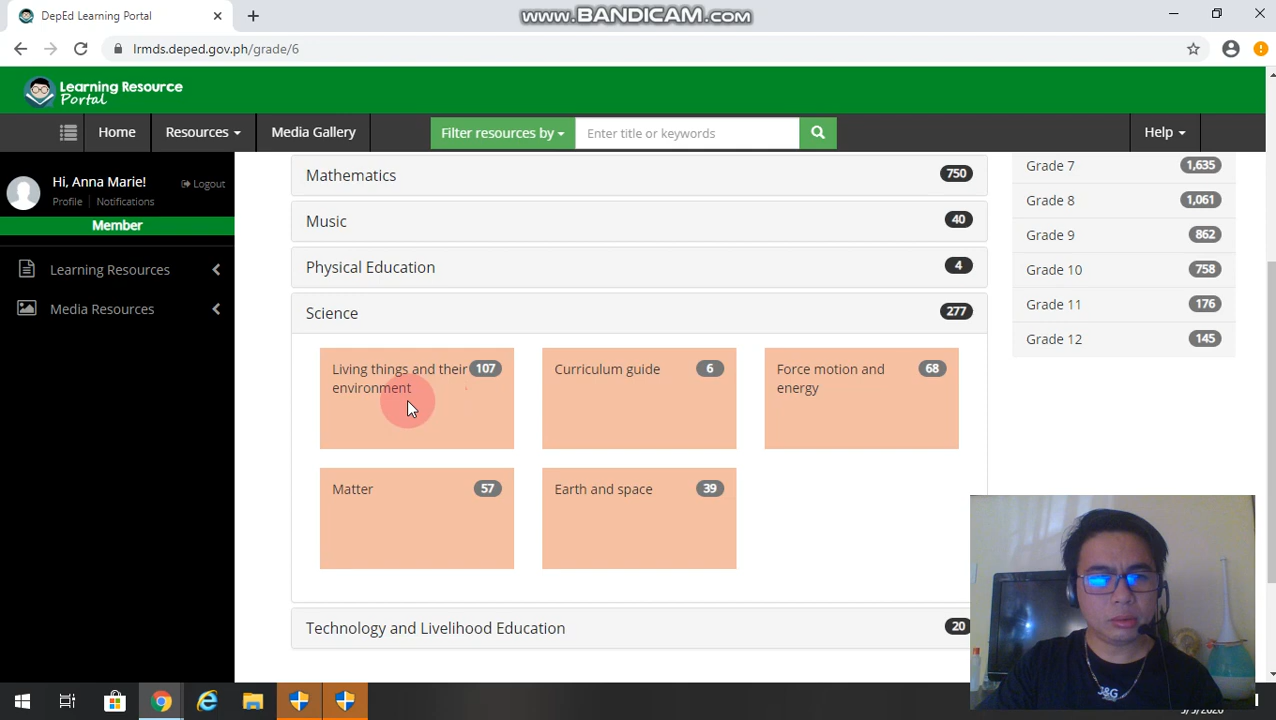 DepEd Learning Portal
WWW.BANDICAM.COM
lrmds.deped.gov.ph/grade/6
Learning Resource
Portal
Home
Resources
Media Gallery
Filter resources by
Enter title or keywords
Help
Hi, Anna Marie!
Logout
Profile
Notifications
Member
Learning Resources
Media Resources
Mathematics 750
Music 40
Physical Education 4
Science 277
Living things and their 107
environment
Curriculum guide 6
Force motion and 68
energy
Matter 57
Earth and space 39
Technology and Livelihood Education 20
Grade 7 1,635
Grade 8 1,061
Grade 9 862
Grade 10 758
Grade 11 176
Grade 12 145
J&G